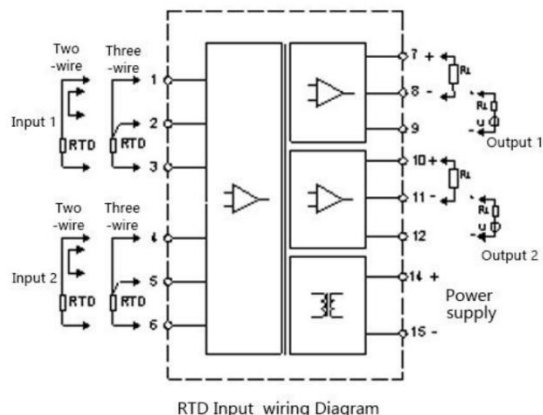 Two
-wire
Three
-wire
Input 1
RTD
RTD
1
2
3
7 +
8 -
9
RL
RL
-
U
-
Output 1
Two
-wire
Three
-wire
Input 2
RTD
RTD
4
5
6
10+
11-
12
RL
RL
-
U
-
Output 2
14 +
15 -
Power
supply
RTD Input wiring Diagram